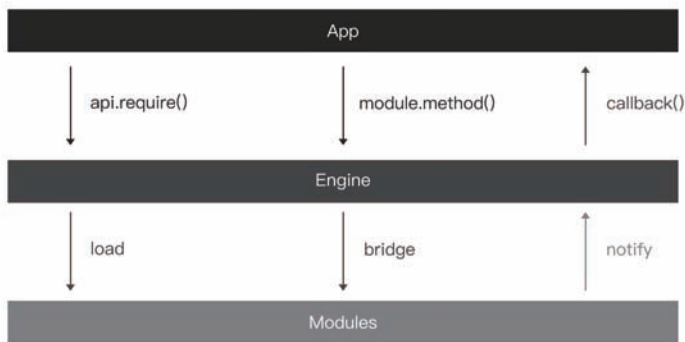 App
api.require()
module.method()
callback()
Engine
load
bridge
notify
Modules